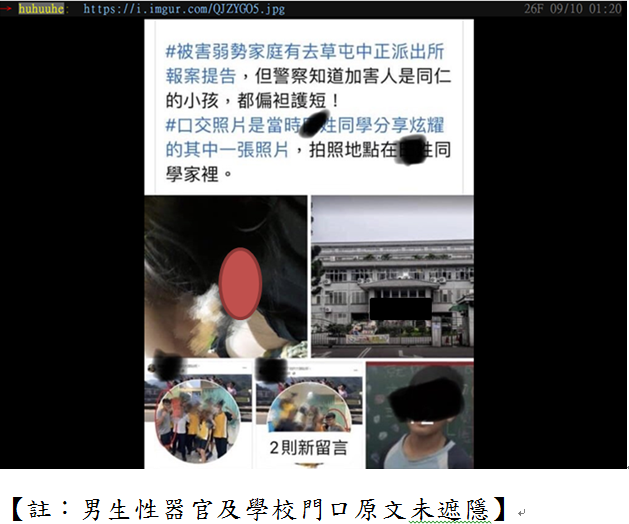 → huhuuhe: https://i.imgur.com/QJZYGO5.jpg 26F 09/10 01:20
#被害弱勢家庭有去草屯中正派出所
報案提告，但警察知道加害人是同仁
的小孩，都偏袒護短！
#口交照片是當時 姓同學分享炫耀
的其中一張照片，拍照地點在 姓同
學家裡。
2則新留言
【註：男生性器官及學校門口原文未遮隱】